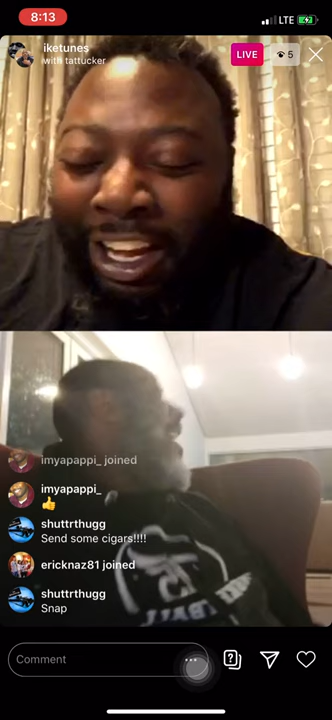 8:13
LTE
iketunes
with tattucker
LIVE
5
imyapappi_ joined
imyapappi_
👍
shuttrthugg
Send some cigars!!!!
ericknaz81 joined
shuttrthugg
Snap
Comment